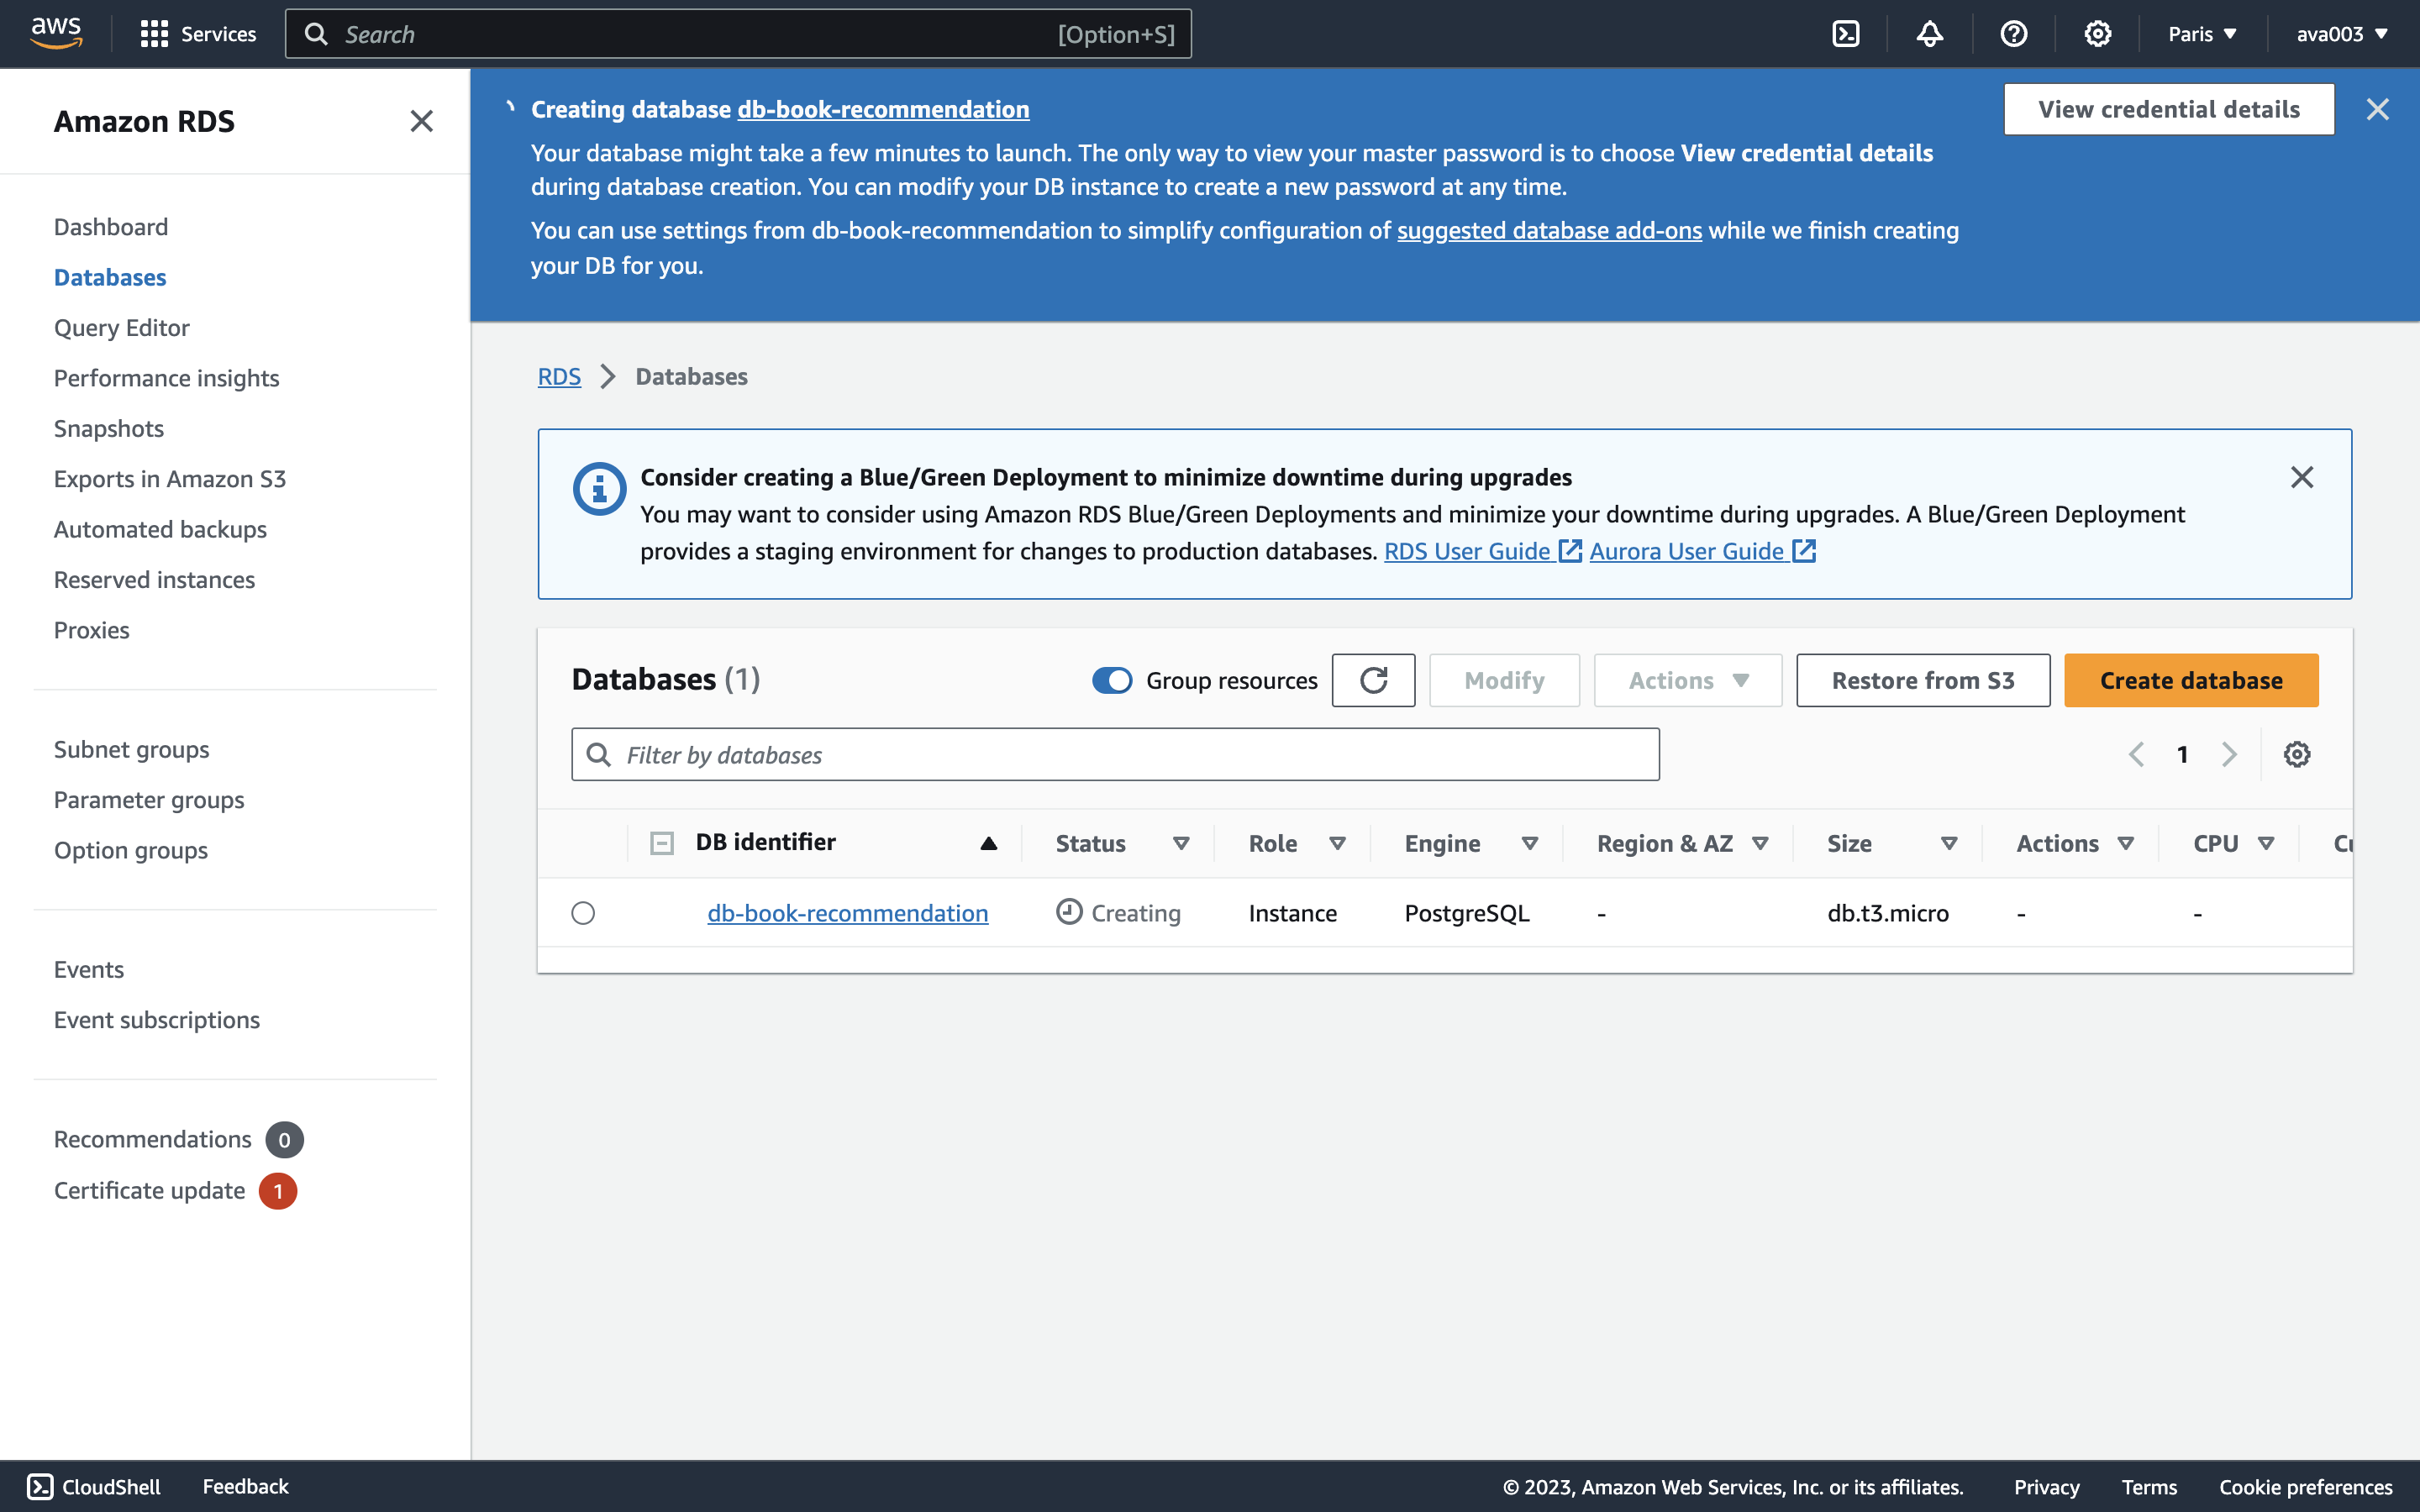 aws
Services
Search
[Option+S]
Paris
ava003
Amazon RDS
Dashboard
Databases
Query Editor
Performance insights
Snapshots
Exports in Amazon S3
Automated backups
Reserved instances
Proxies
Subnet groups
Parameter groups
Option groups
Events
Event subscriptions
Recommendations 0
Certificate update 1
Creating database db-book-recommendation
View credential details
Your database might take a few minutes to launch. The only way to view your master password is to choose View credential details
during database creation. You can modify your DB instance to create a new password at any time.
You can use settings from db-book-recommendation to simplify configuration of suggested database add-ons while we finish creating
your DB for you.
RDS
Databases
Consider creating a Blue/Green Deployment to minimize downtime during upgrades
You may want to consider using Amazon RDS Blue/Green Deployments and minimize your downtime during upgrades. A Blue/Green Deployment
provides a staging environment for changes to production databases. RDS User Guide Aurora User Guide
Databases (1)
Group resources
Modify
Actions
Restore from S3
Create database
Filter by databases
1
DB identifier Status Role Engine Region & AZ Size Actions CPU
db-book-recommendation Creating Instance PostgreSQL - db.t3.micro - -
CloudShell
Feedback
© 2023, Amazon Web Services, Inc. or its affiliates.
Privacy
Terms
Cookie preferences